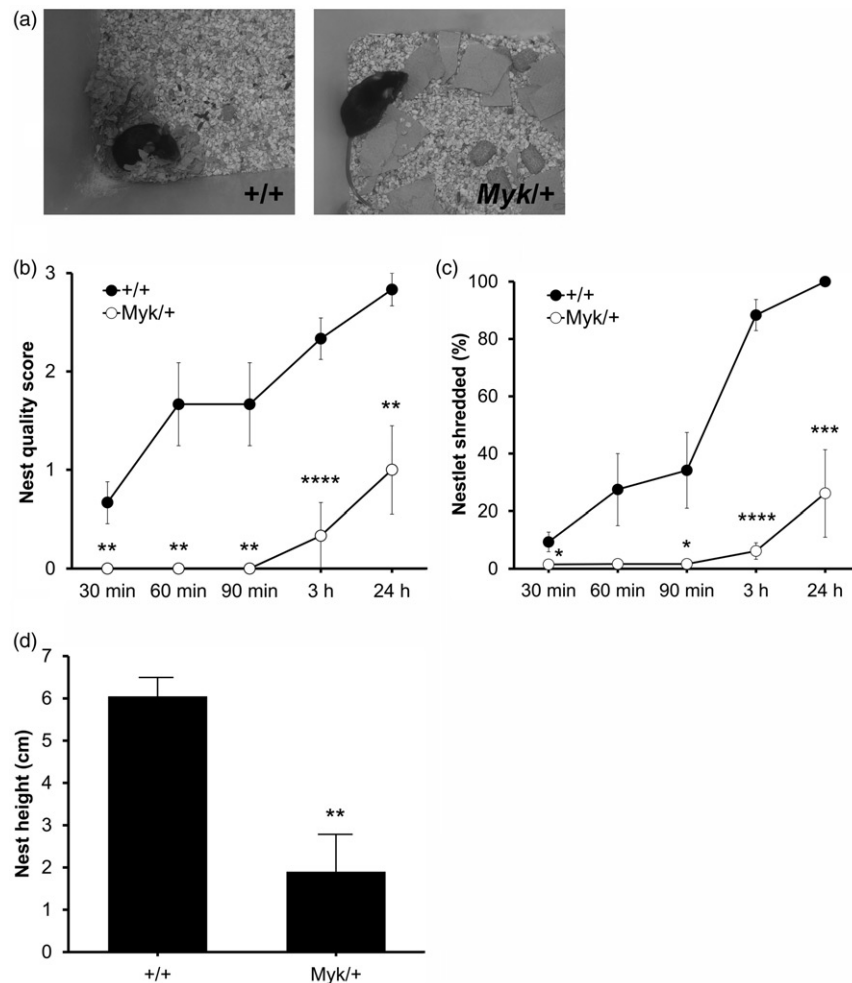 (a)
+/+
Myk/+
(b)
Nest quality score
3
2
1
0
+/+
Myk/+
**
**
**
****
**
30 min 60 min 90 min 3 h 24 h
(c)
Nestlet shredded (%)
100
80
60
40
20
0
+/+
Myk/+
*
*
****
***
30 min 60 min 90 min 3 h 24 h
(d)
Nest height (cm)
7
6
5
4
3
2
1
0
**
+/+ Myk/+